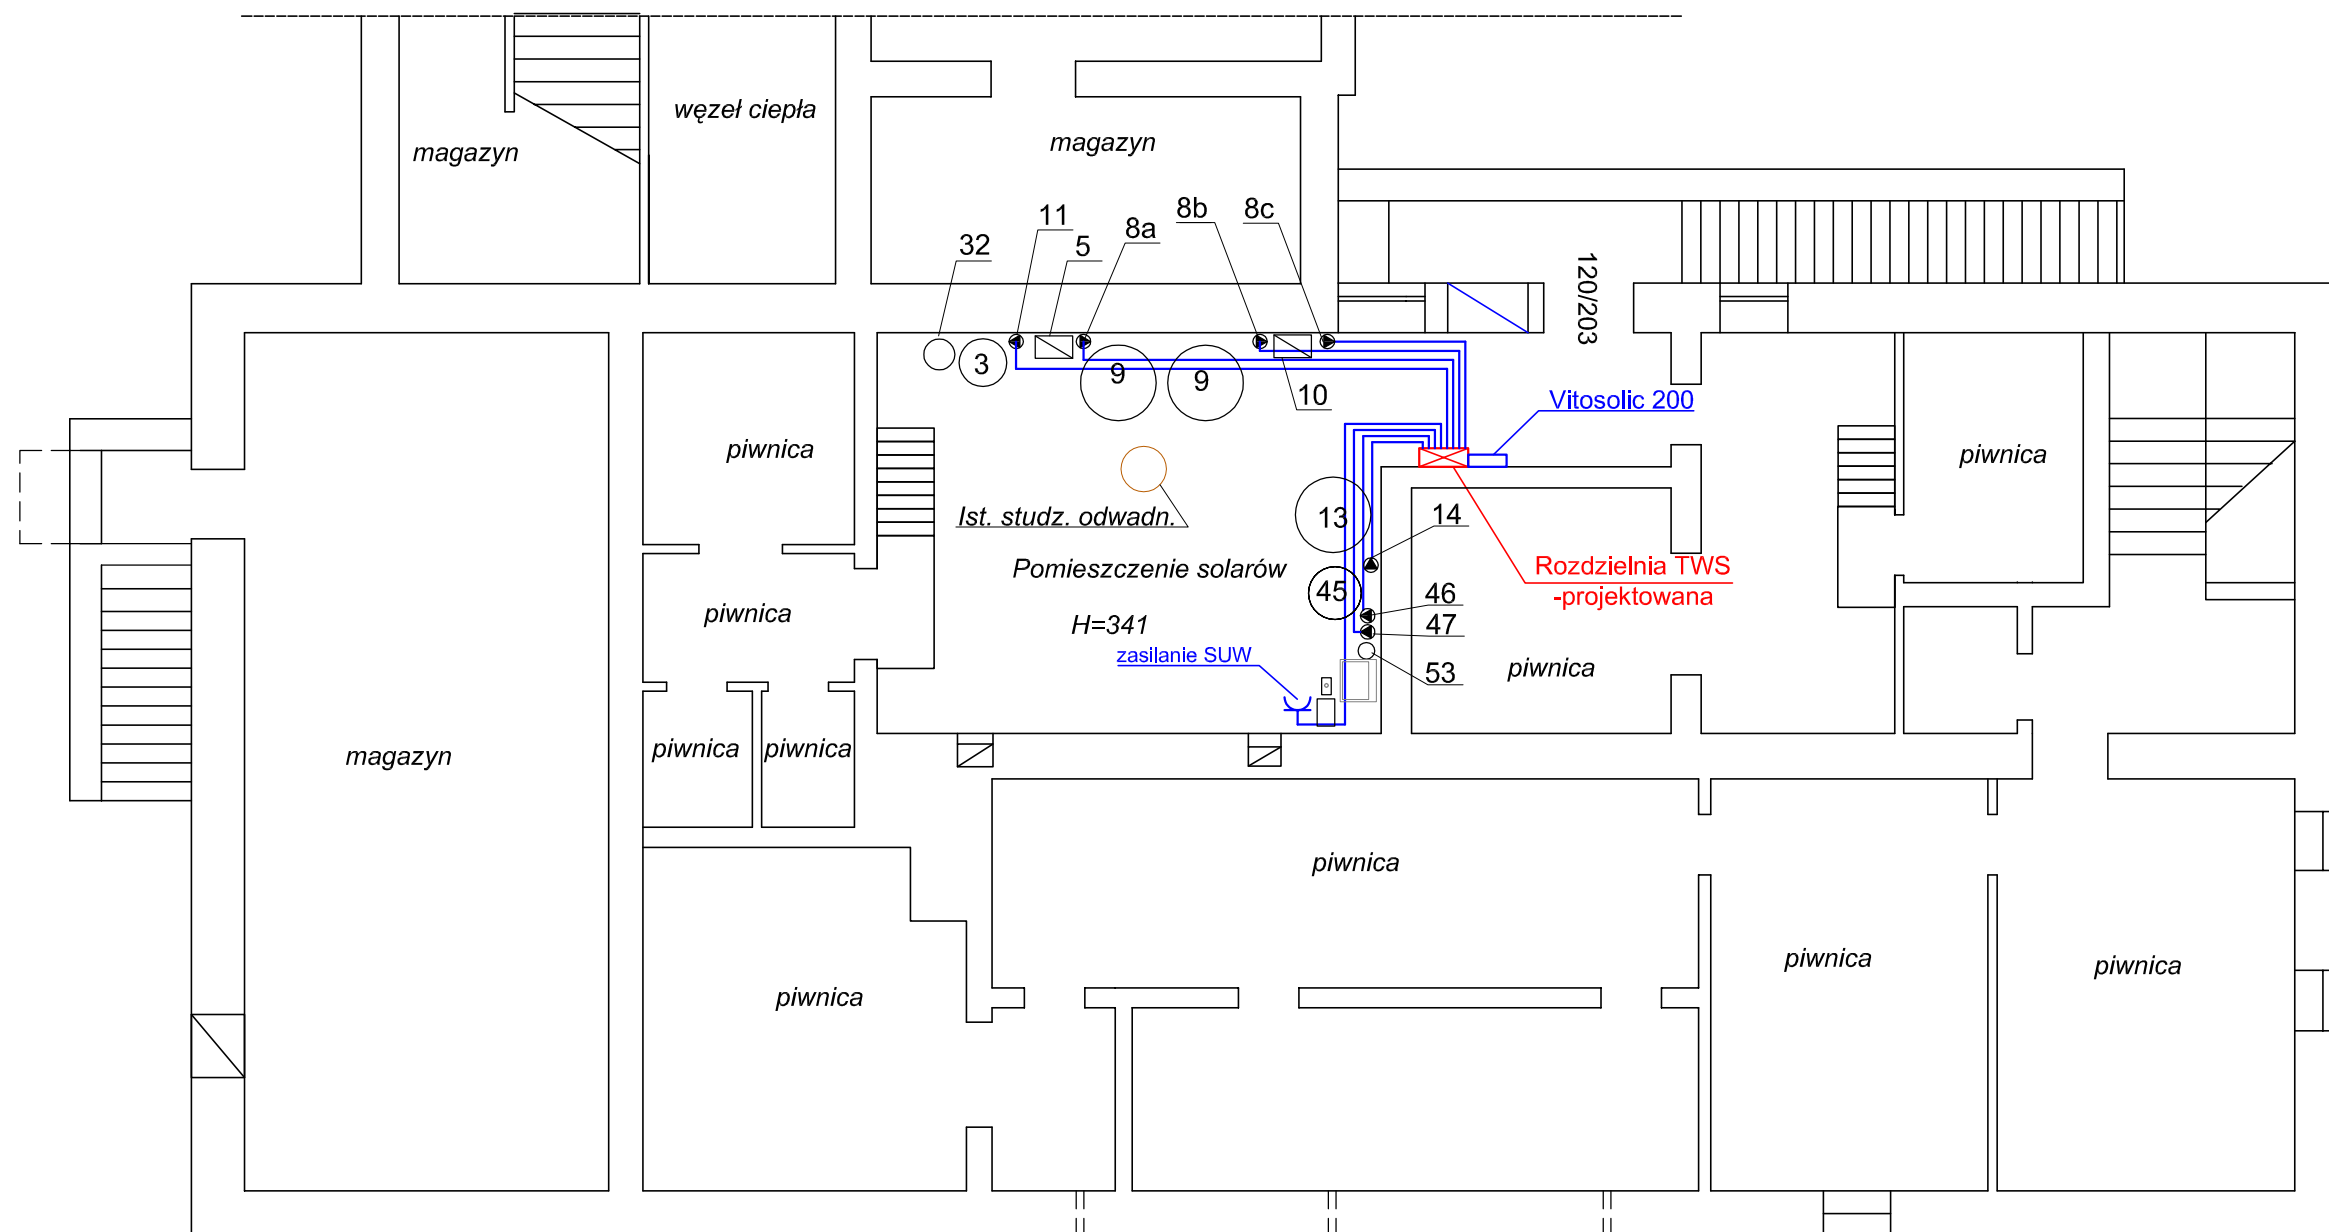 węzeł ciepła
magazyn
magazyn
11
8b
8c
32
5
8a
120/203
3
9
9
10
Vitosolic 200
piwnica
piwnica
Ist. studz. odwadn.
13
14
Pomieszczenie solarów
Rozdzielnia TWS
-projektowana
45
46
piwnica
H=341
47
zasilanie SUW
53
piwnica
magazyn
piwnica
piwnica
piwnica
piwnica
piwnica
piwnica